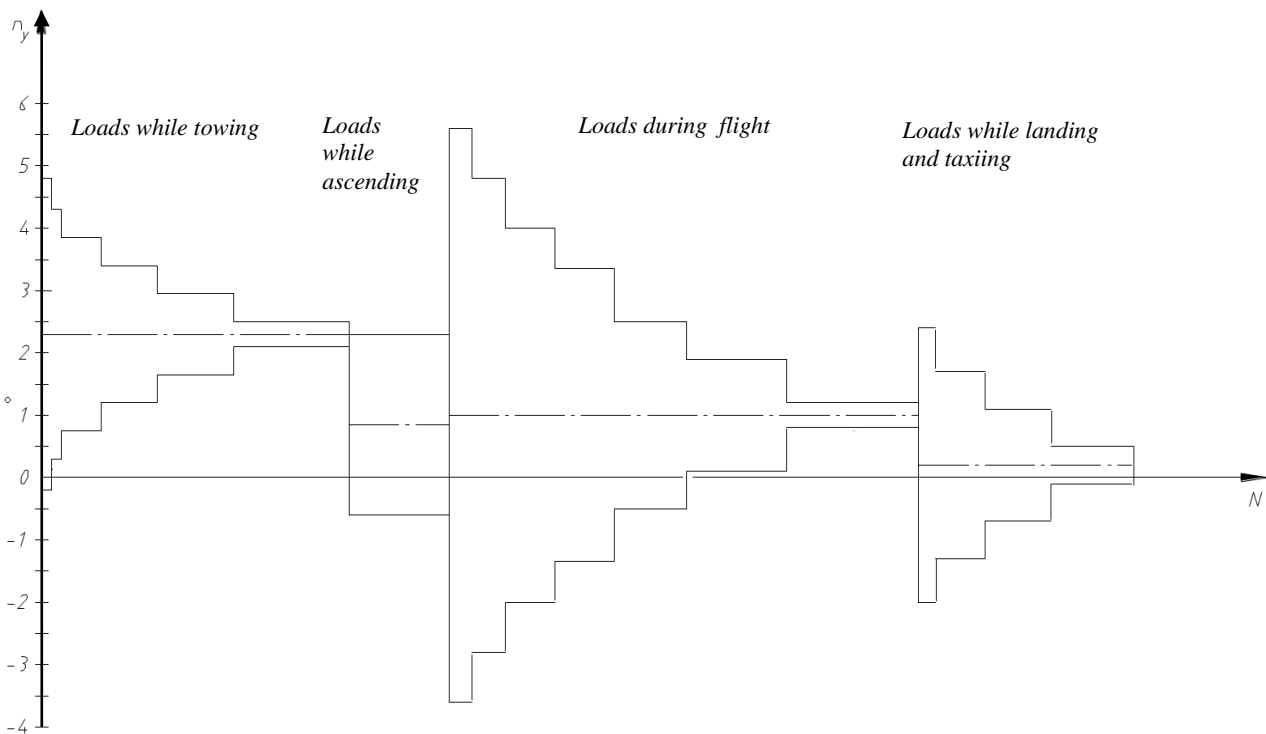 n_y
6
Loads while towing
Loads
while
ascending
Loads during flight
Loads while landing
and taxiing
5
4
3
2
1
0
N
-1
-2
-3
-4